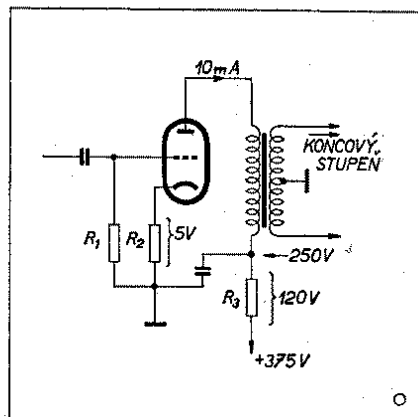 10mA
KONCOVÝ
STUPEŇ
R₁
R₂
5V
250V
R₃
120V
+375V